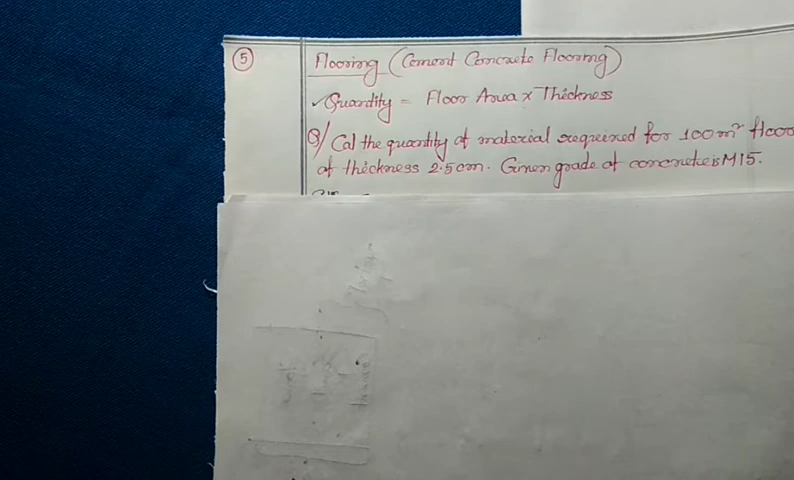 5
Flooring (Cement Concrete Flooring)
✓Quantity = Floor Area x Thickness
Q/ Cal the quantity of material required for 100m² floor
of thickness 2.5cm. Given grade of concrete is M15.